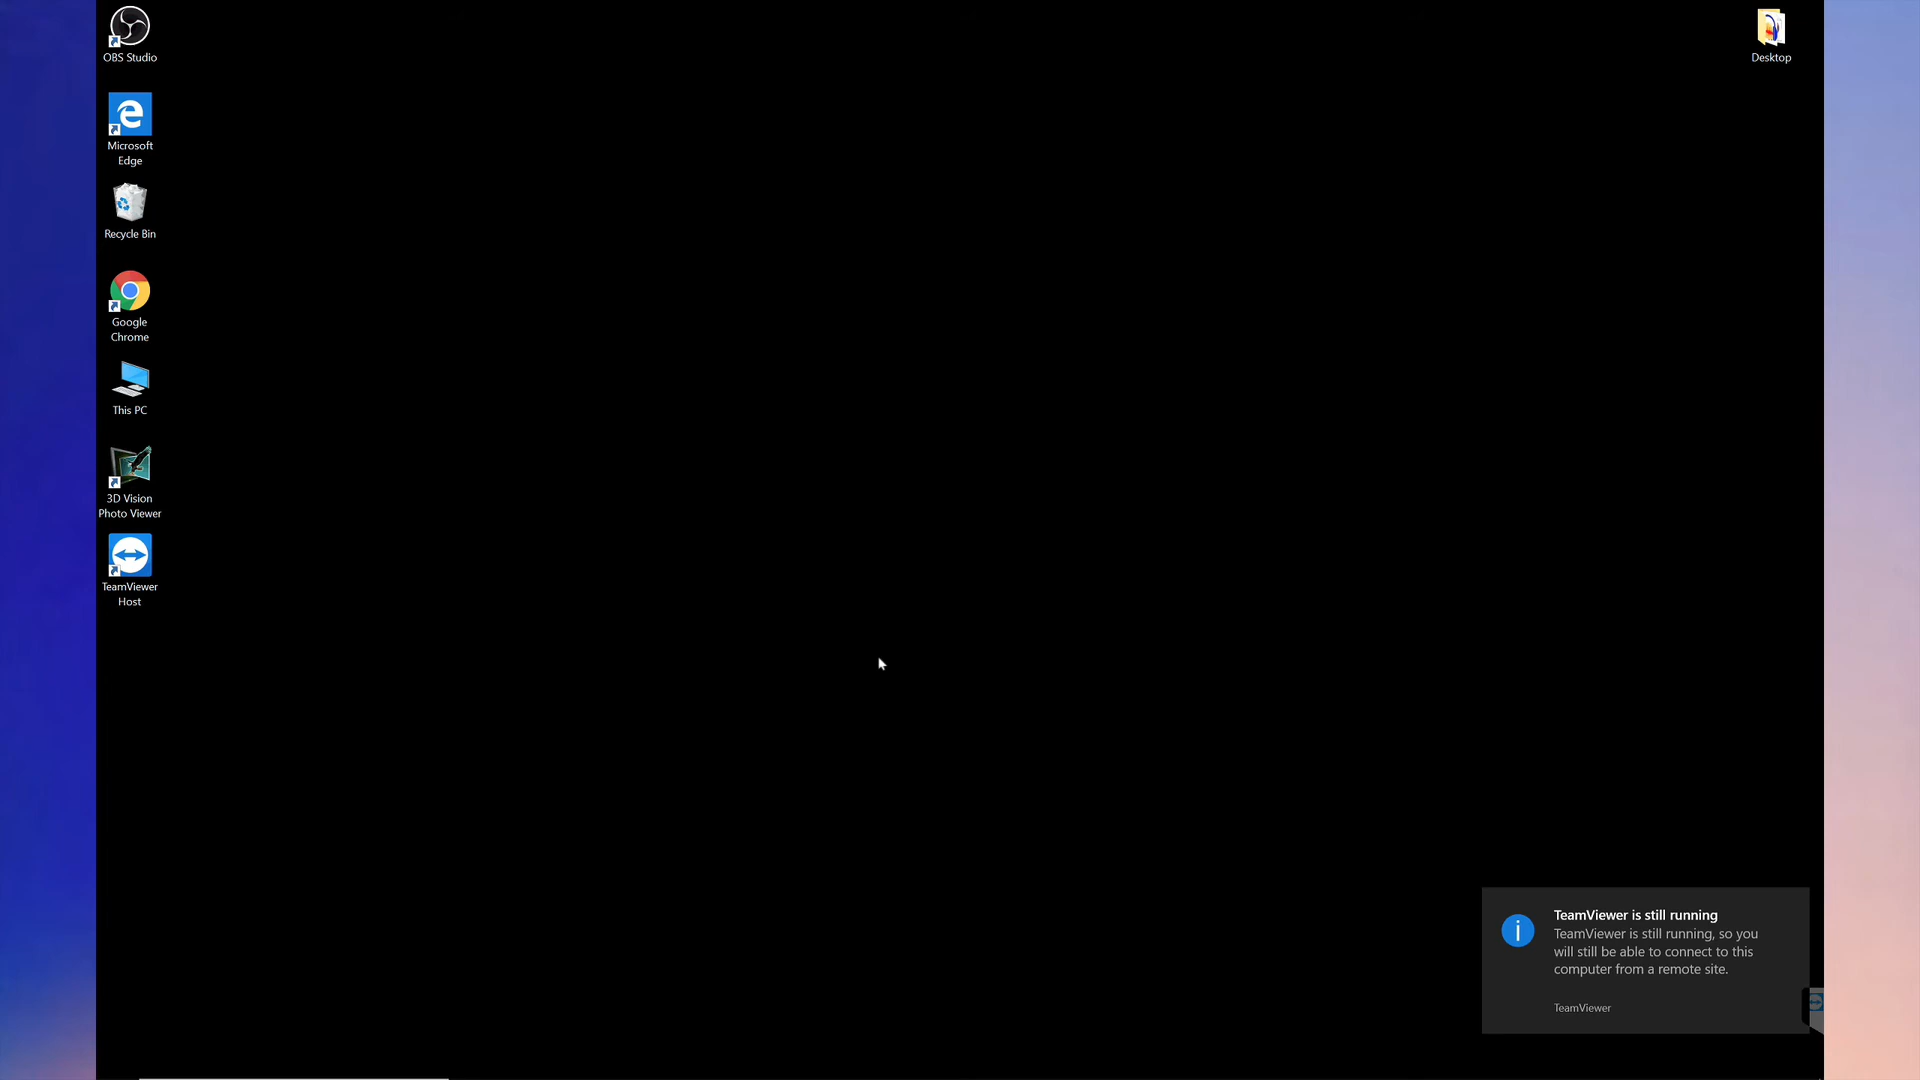 OBS Studio
Desktop
Microsoft
Edge
Recycle Bin
Google
Chrome
This PC
3D Vision
Photo Viewer
TeamViewer
Host
TeamViewer is still running
TeamViewer is still running, so you
will still be able to connect to this
computer from a remote site.
TeamViewer